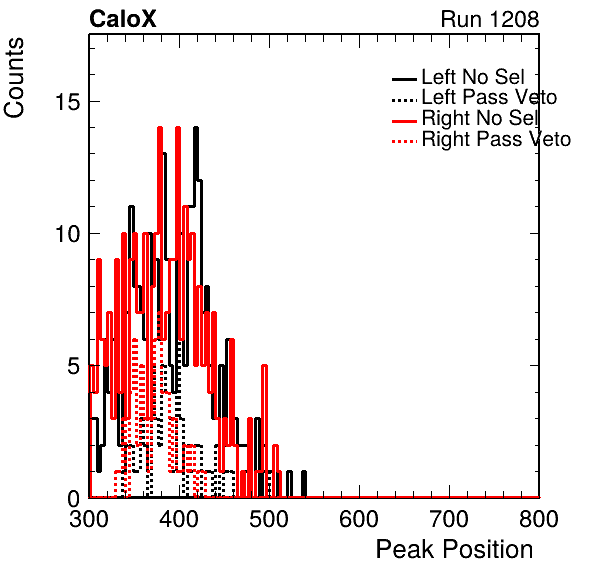 CaloX Run 1208
Counts
Left No Sel
Left Pass Veto
Right No Sel
Right Pass Veto
15
10
5
0
300 400 500 600 700 800
Peak Position